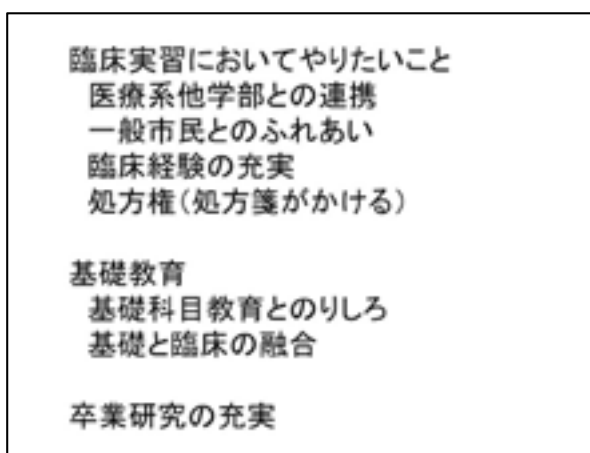 臨床実習においてやりたいこと
医療系他学部との連携
一般市民とのふれあい
臨床経験の充実
処方権(処方箋がかける)
基礎教育
基礎科目教育とのりしろ
基礎と臨床の融合
卒業研究の充実